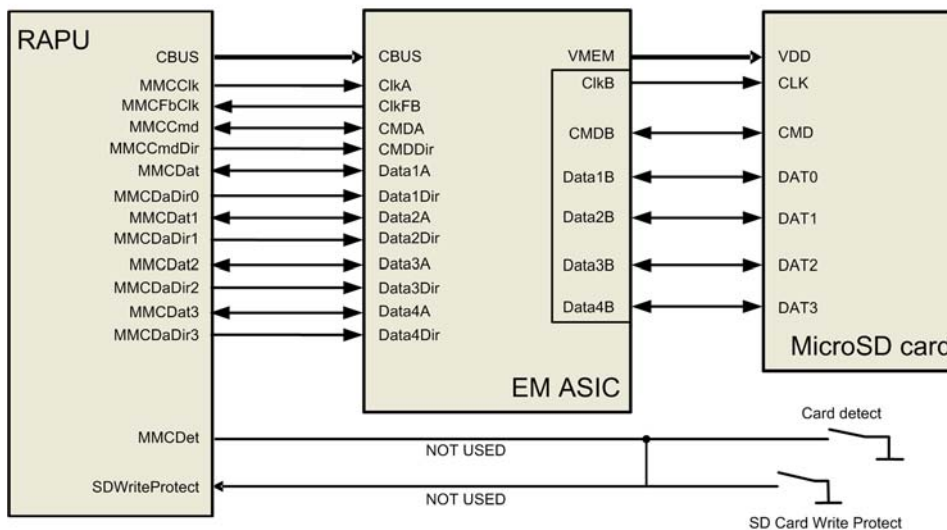 RAPU
CBUS
MMCClk
MMCFbClk
MMCCmd
MMCCmdDir
MMCDat
MMCDaDir0
MMCDat1
MMCDaDir1
MMCDat2
MMCDaDir2
MMCDat3
MMCDaDir3
MMCDet
SDWriteProtect
CBUS
ClkA
ClkFB
CMDA
CMDDir
Data1A
Data1Dir
Data2A
Data2Dir
Data3A
Data3Dir
Data4A
Data4Dir
VMEM
ClkB
CMDB
Data1B
Data2B
Data3B
Data4B
EM ASIC
VDD
CLK
CMD
DAT0
DAT1
DAT2
DAT3
MicroSD card
Card detect
NOT USED
NOT USED
SD Card Write Protect